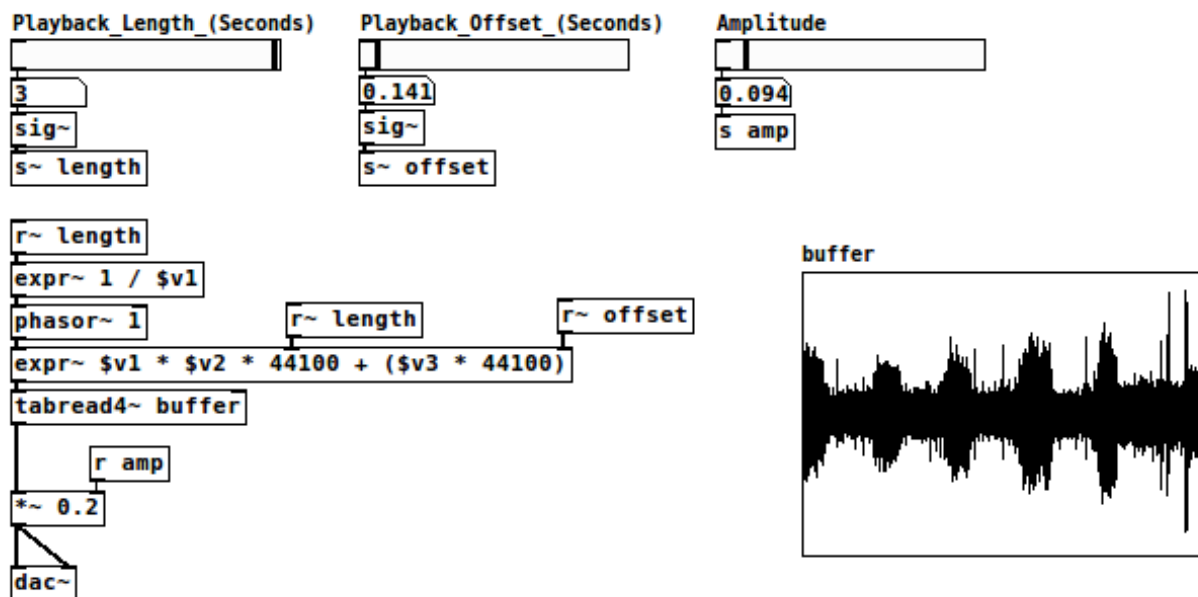 Playback_Length_(Seconds)
Playback_Offset_(Seconds)
Amplitude
3
0.141
0.094
sig~
sig~
s amp
s~ length
s~ offset
r~ length
buffer
expr~ 1 / $v1
phasor~ 1
r~ length
r~ offset
expr~ $v1 * $v2 * 44100 + ($v3 * 44100)
tabread4~ buffer
r amp
*~ 0.2
dac~